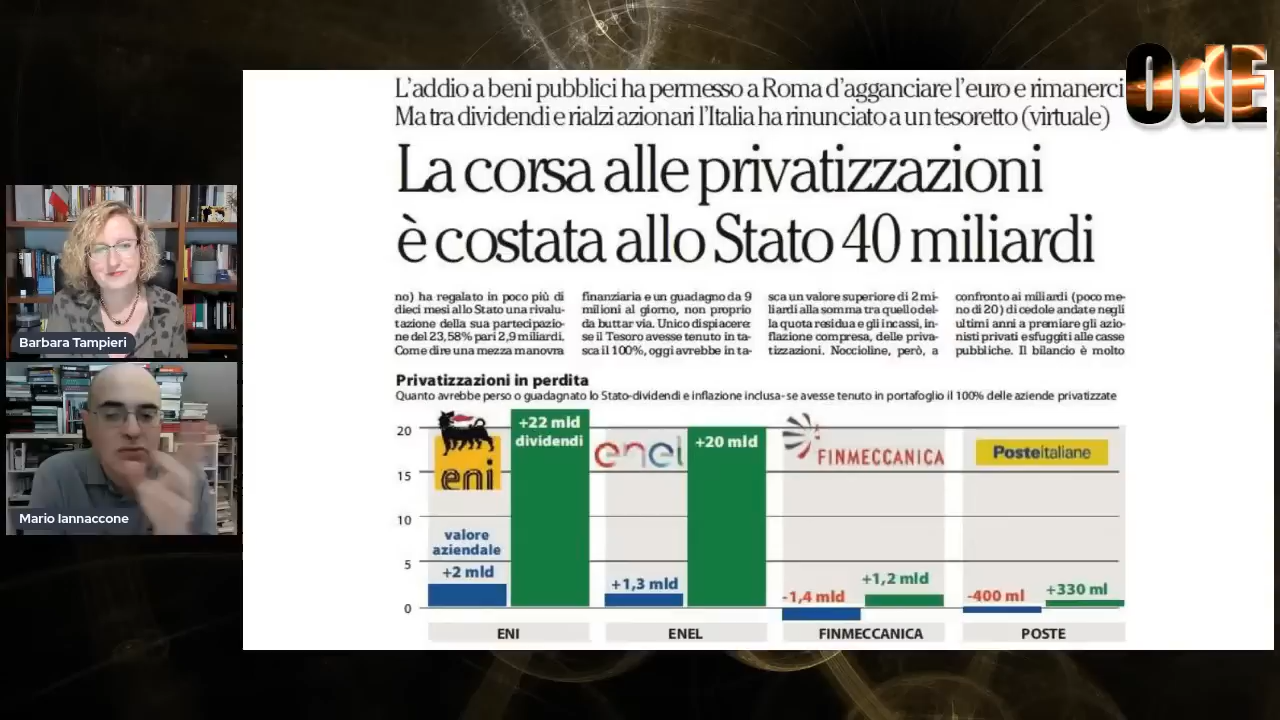 OdE
L'addio a beni pubblici ha permesso a Roma d'agganciare l'euro e rimanerci
Ma tra dividendi e rialzi azionari l'Italia ha rinunciato a un tesoretto (virtuale)
La corsa alle privatizzazioni
è costata allo Stato 40 miliardi
no) ha regalato in poco più di
dieci mesi allo Stato una rivalu-
tazione della sua partecipazio-
ne del 23,58% pari 2,9 miliardi.
Come dire una mezza manovra
finanziaria e un guadagno da 9
milioni al giorno, non proprio
da buttar via. Unico dispiacere:
se il Tesoro avesse tenuto in ta-
sca il 100%, oggi avrebbe in ta-
sca un valore superiore di 2 mi-
liardi alla somma tra quello del-
la quota residua e gli incassi, in-
flazione compresa, delle priva-
tizzazioni. Noccioline, però, a
confronto ai miliardi (poco me-
no di 20) di cedole andate negli
ultimi anni a premiare gli azio-
nisti privati e sfuggiti alle casse
pubbliche. Il bilancio è molto
Privatizzazioni in perdita
Quanto avrebbe perso o guadagnato lo Stato-dividendi e inflazione inclusa-se avesse tenuto in portafoglio il 100% delle aziende privatizzate
20
15
10
5
0
eni
valore
aziendale
+2 mld
+22 mld
dividendi
enel
+1,3 mld
+20 mld
FINMECCANICA
-1,4 mld
+1,2 mld
Posteitaliane
-400 ml
+330 ml
ENI
ENEL
FINMECCANICA
POSTE
Barbara Tampieri
Mario Iannaccone